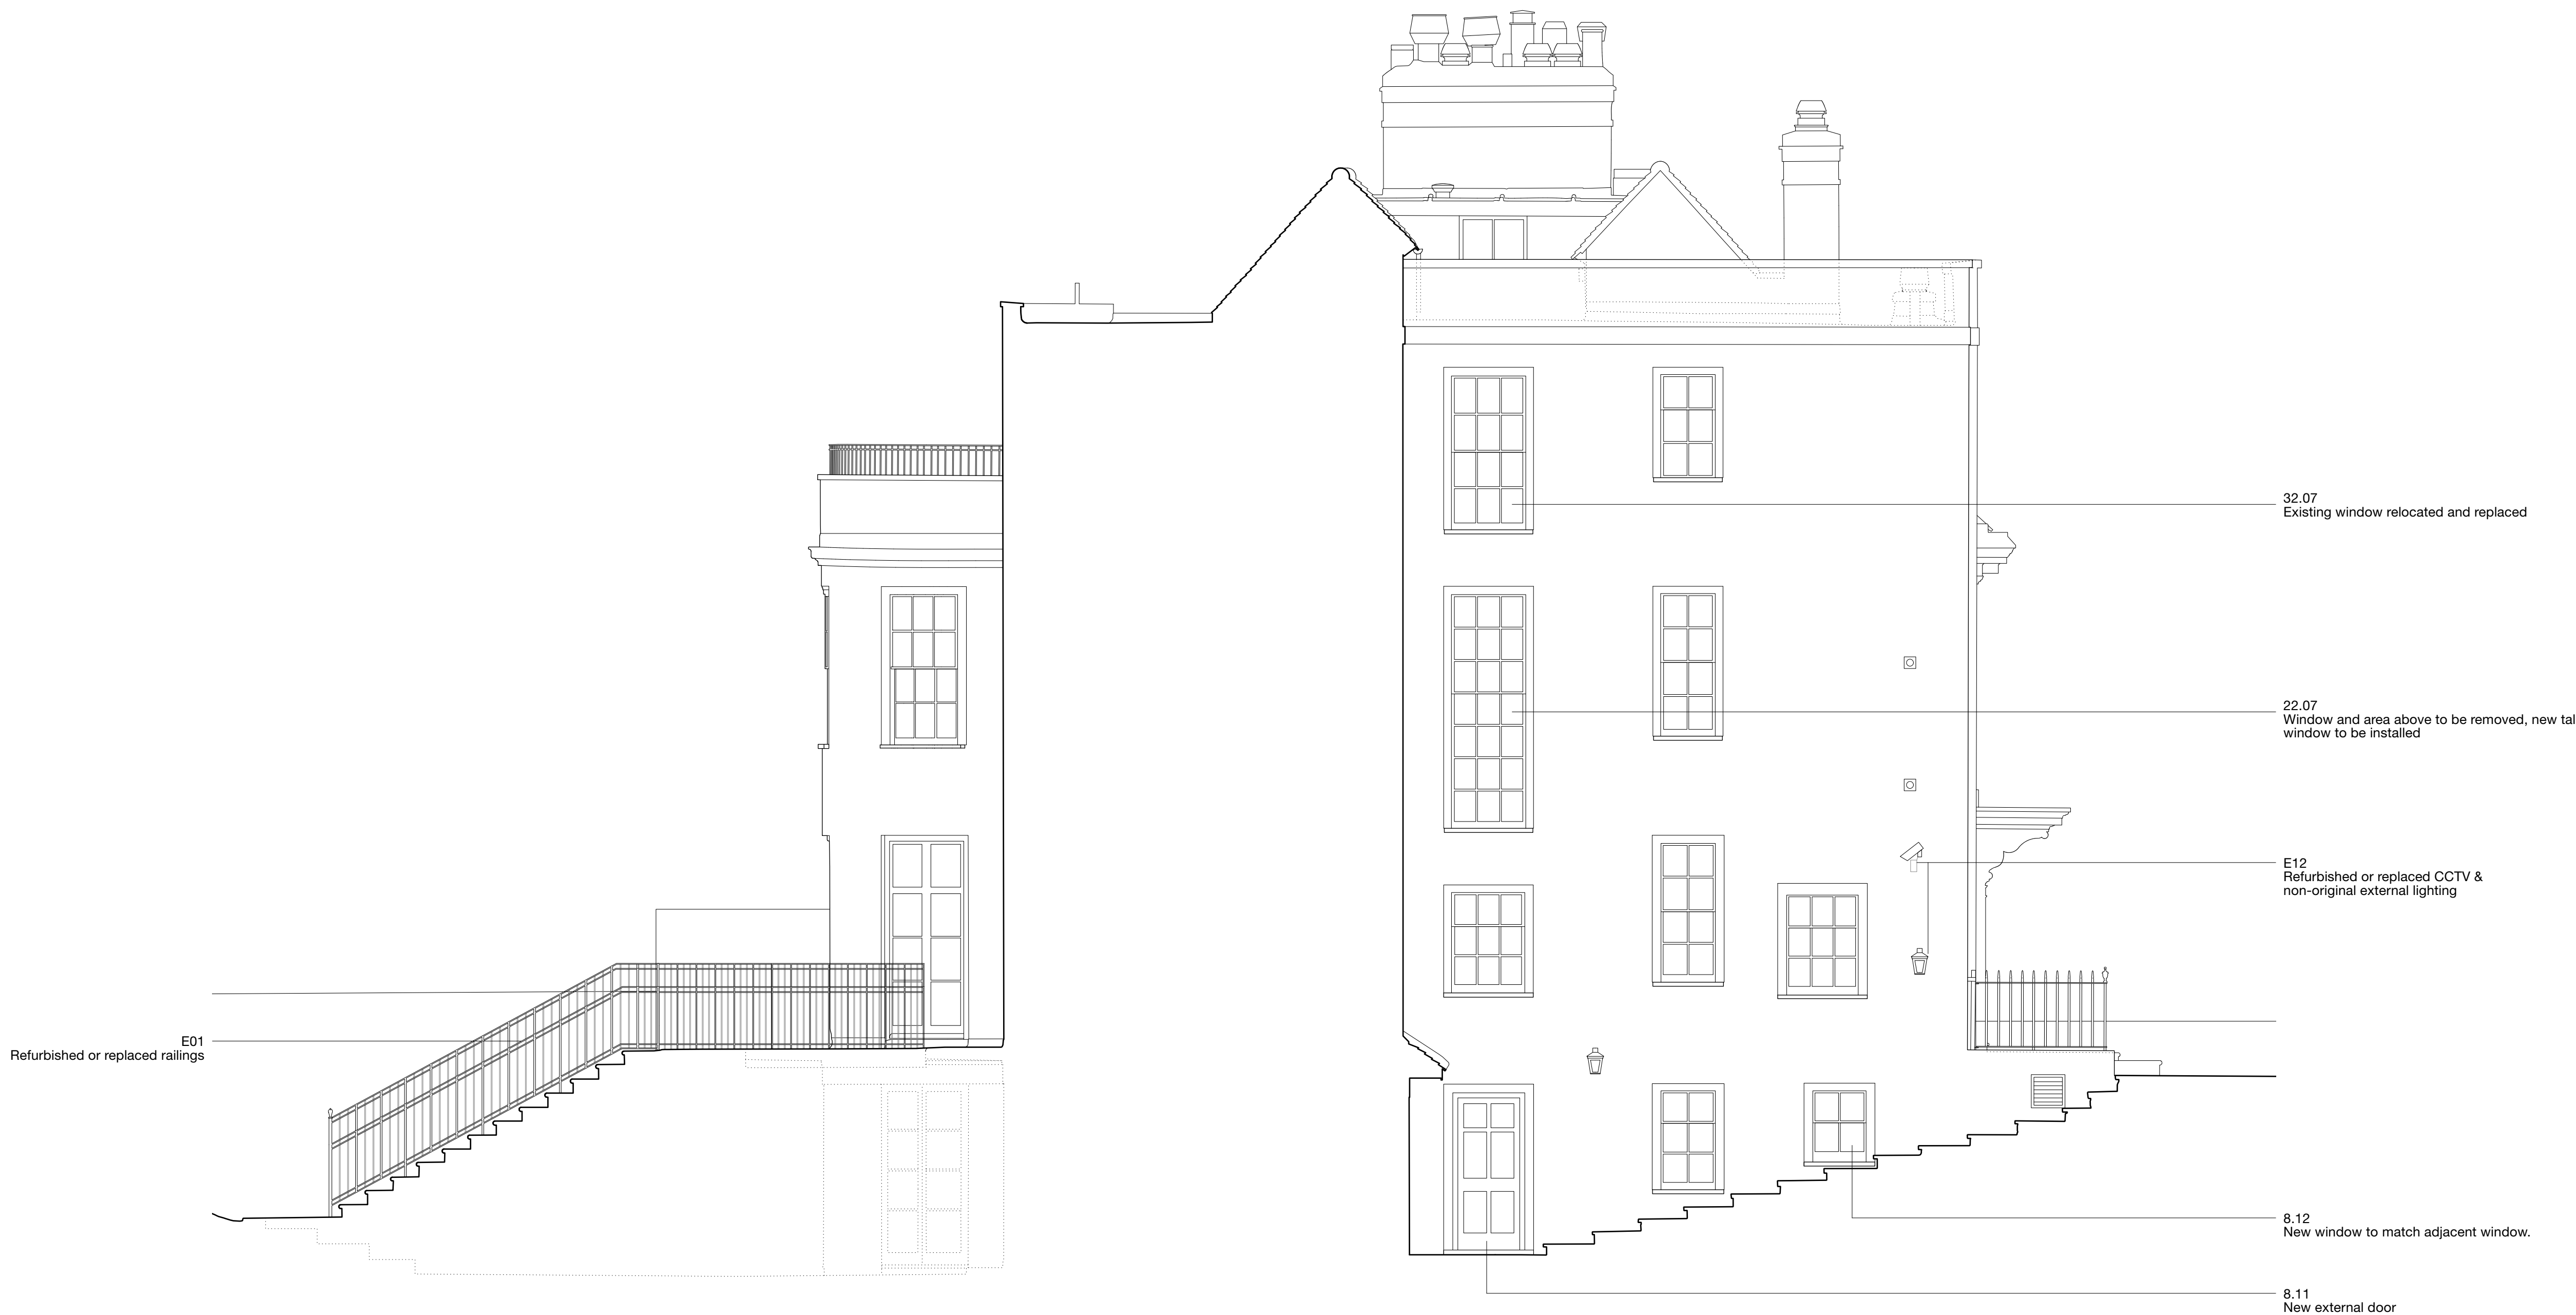 32.07
Existing window relocated and replaced
22.07
Window and area above to be removed, new
window to be installed
E12
Refurbished or replaced CCTV &
non-original external lighting
E01
Refurbished or replaced railings
8.12
New window to match adjacent window.
8.11
New external door